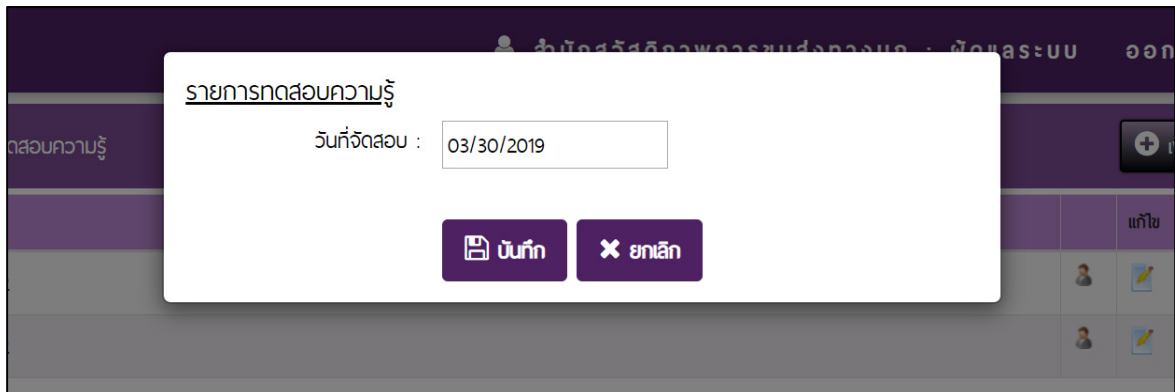 ออก
รายการทดสอบความรู้
วันที่จัดสอบ :
03/30/2019
ทดสอบความรู้
บันทึก
ยกเลิก
แก้ไข